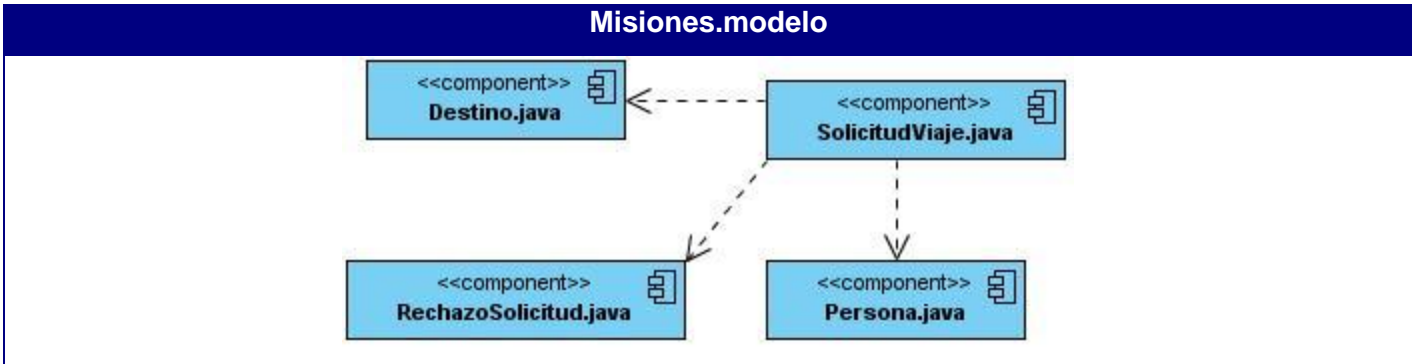 Misiones.modelo
<<component>>
Destino.java
<<component>>
SolicitudViaje.java
<<component>>
RechazoSolicitud.java
<<component>>
Persona.java